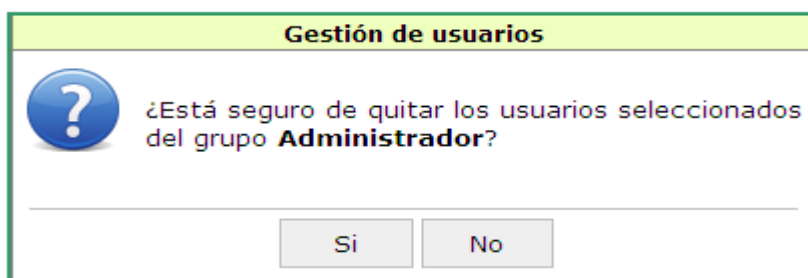 Gestión de usuarios
¿Está seguro de quitar los usuarios seleccionados
del grupo Administrador?
Si
No